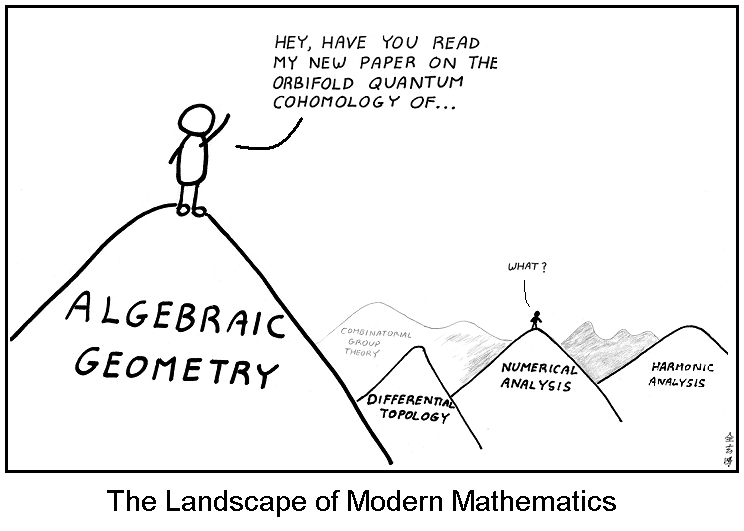 HEY, HAVE YOU READ
MY NEW PAPER ON THE
ORBIFOLD QUANTUM
COHOMOLOGY OF...
WHAT?
ALGEBRAIC
GEOMETRY
COMBINATORIAL
GROUP
THEORY
DIFFERENTIAL
TOPOLOGY
NUMERICAL
ANALYSIS
HARMONIC
ANALYSIS
The Landscape of Modern Mathematics